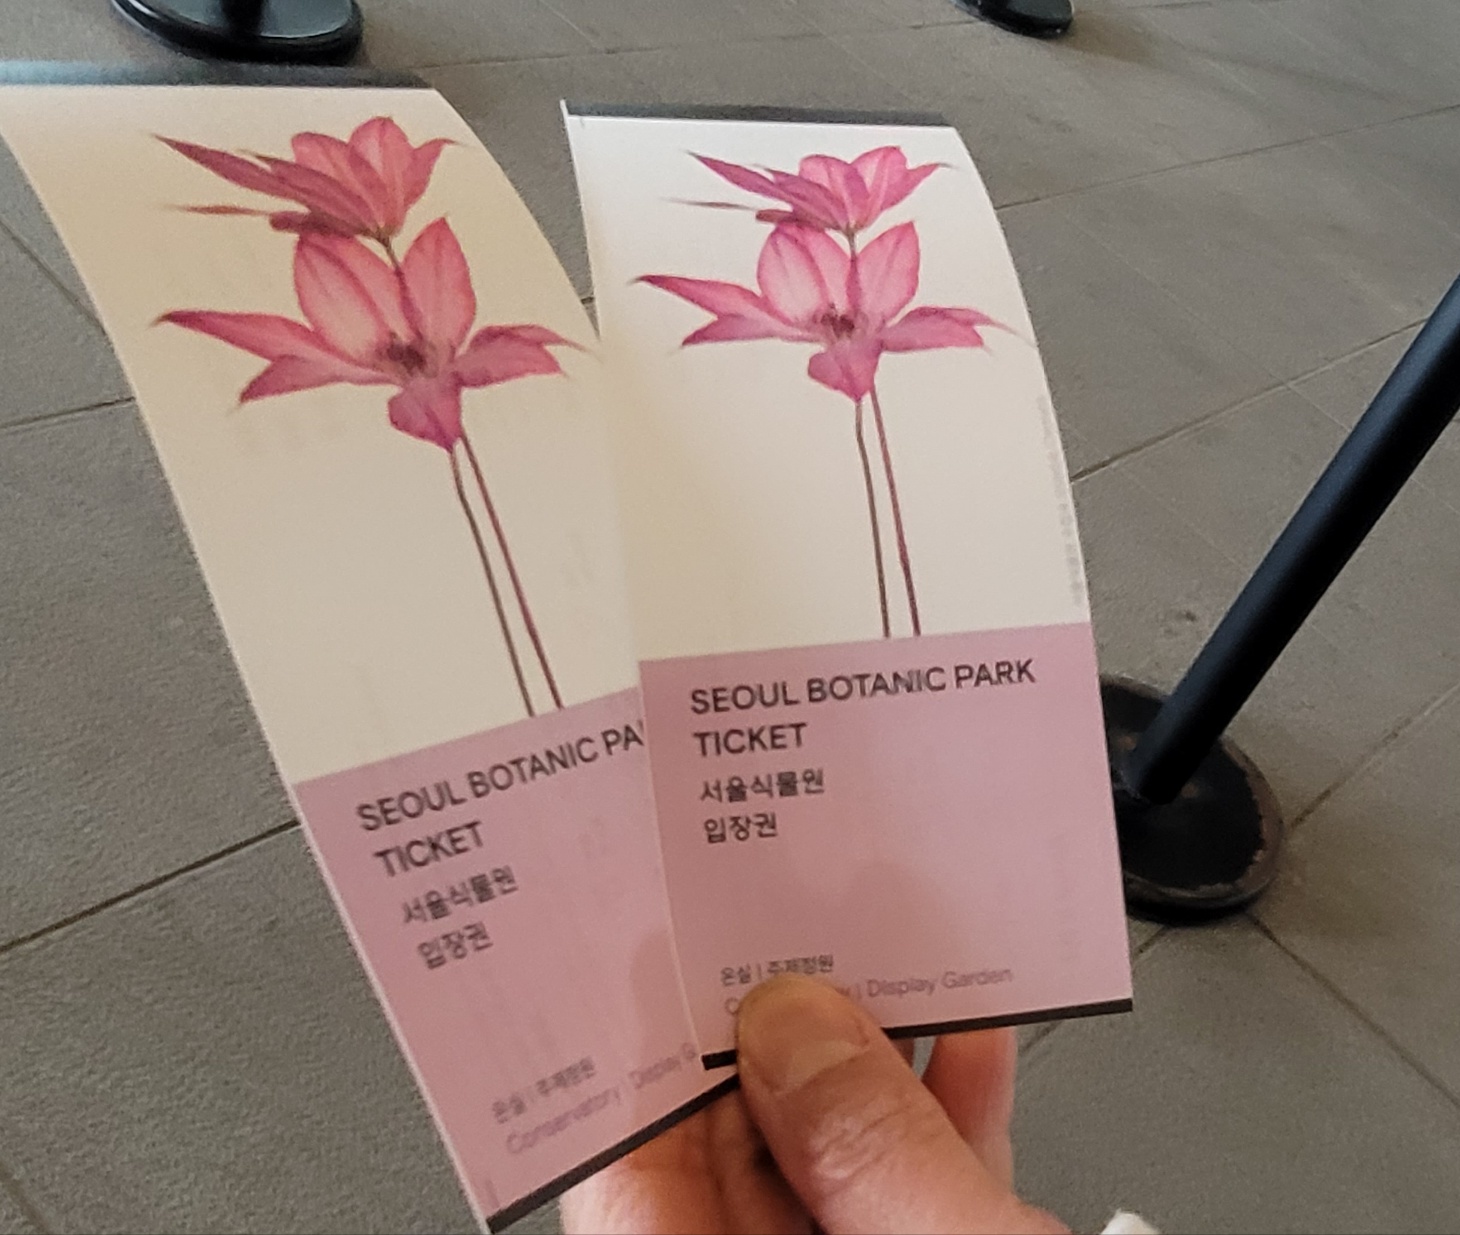 SEOUL BOTANIC PA
TICKET
서울식물원
입장권
온실 | 주제정원
Conservatory Display G
SEOUL BOTANIC PARK
TICKET
서울식물원
입장권
온실 | 주제정원
| Display Garden